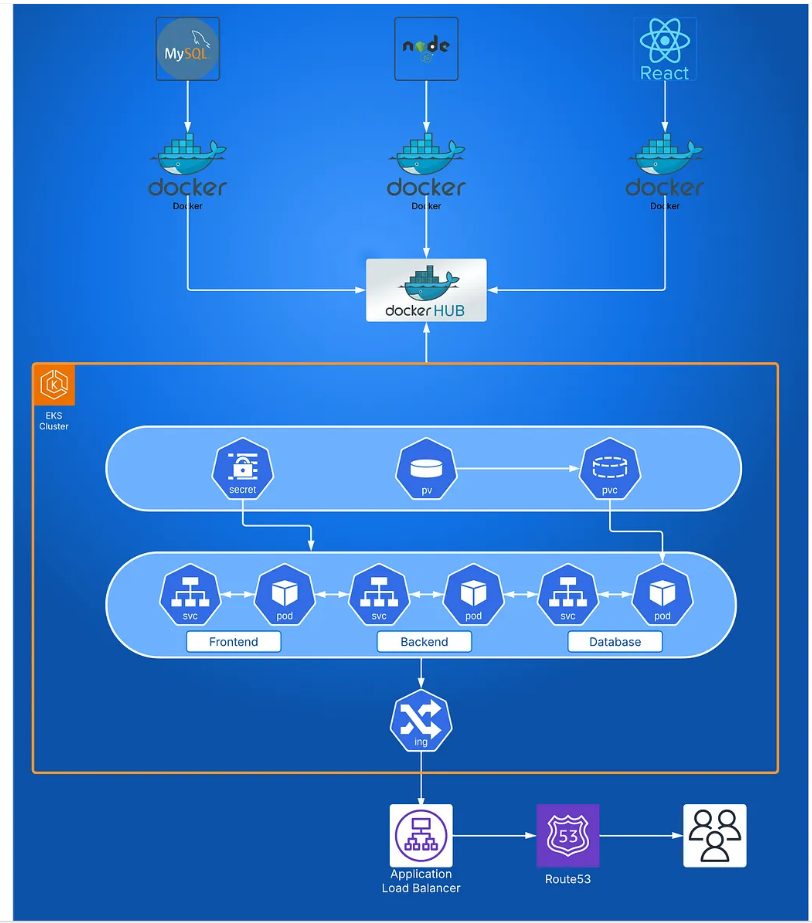 MySQL
node
React
docker
docker
docker
Docker
Docker
Docker
docker HUB
K
EKS
Cluster
secret
pv
pvc
svc
pod
svc
pod
svc
pod
Frontend
Backend
Database
ing
53
Application
Load Balancer
Route53